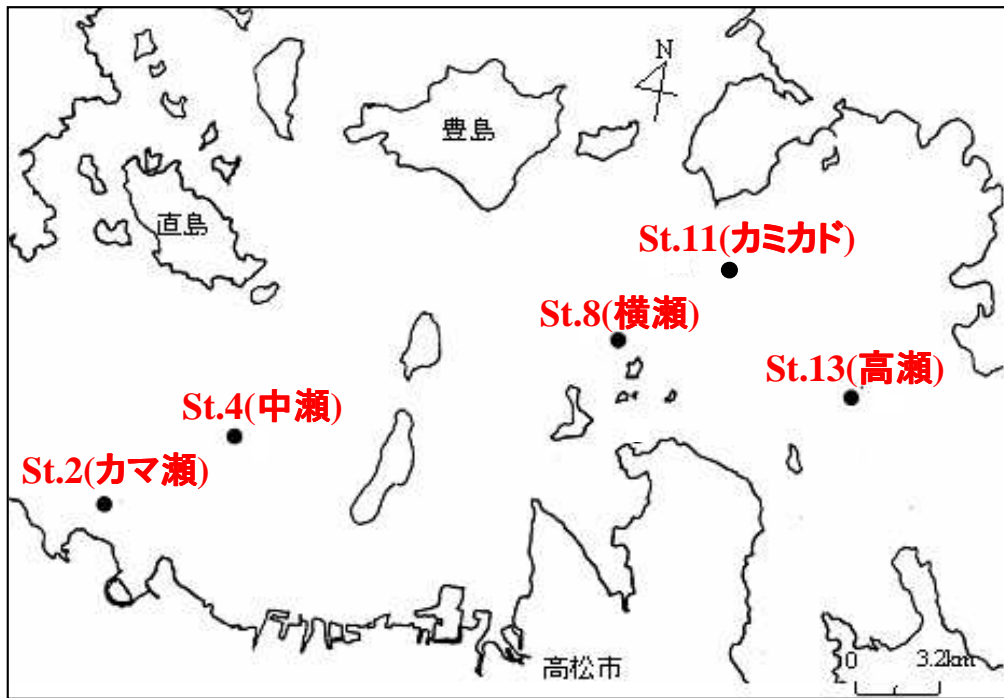 N
豊島
直島
St.11(カミカド)
St.8(横瀬)
St.13(高瀬)
St.4(中瀬)
St.2(カマ瀬)
高松市
0 3.2km